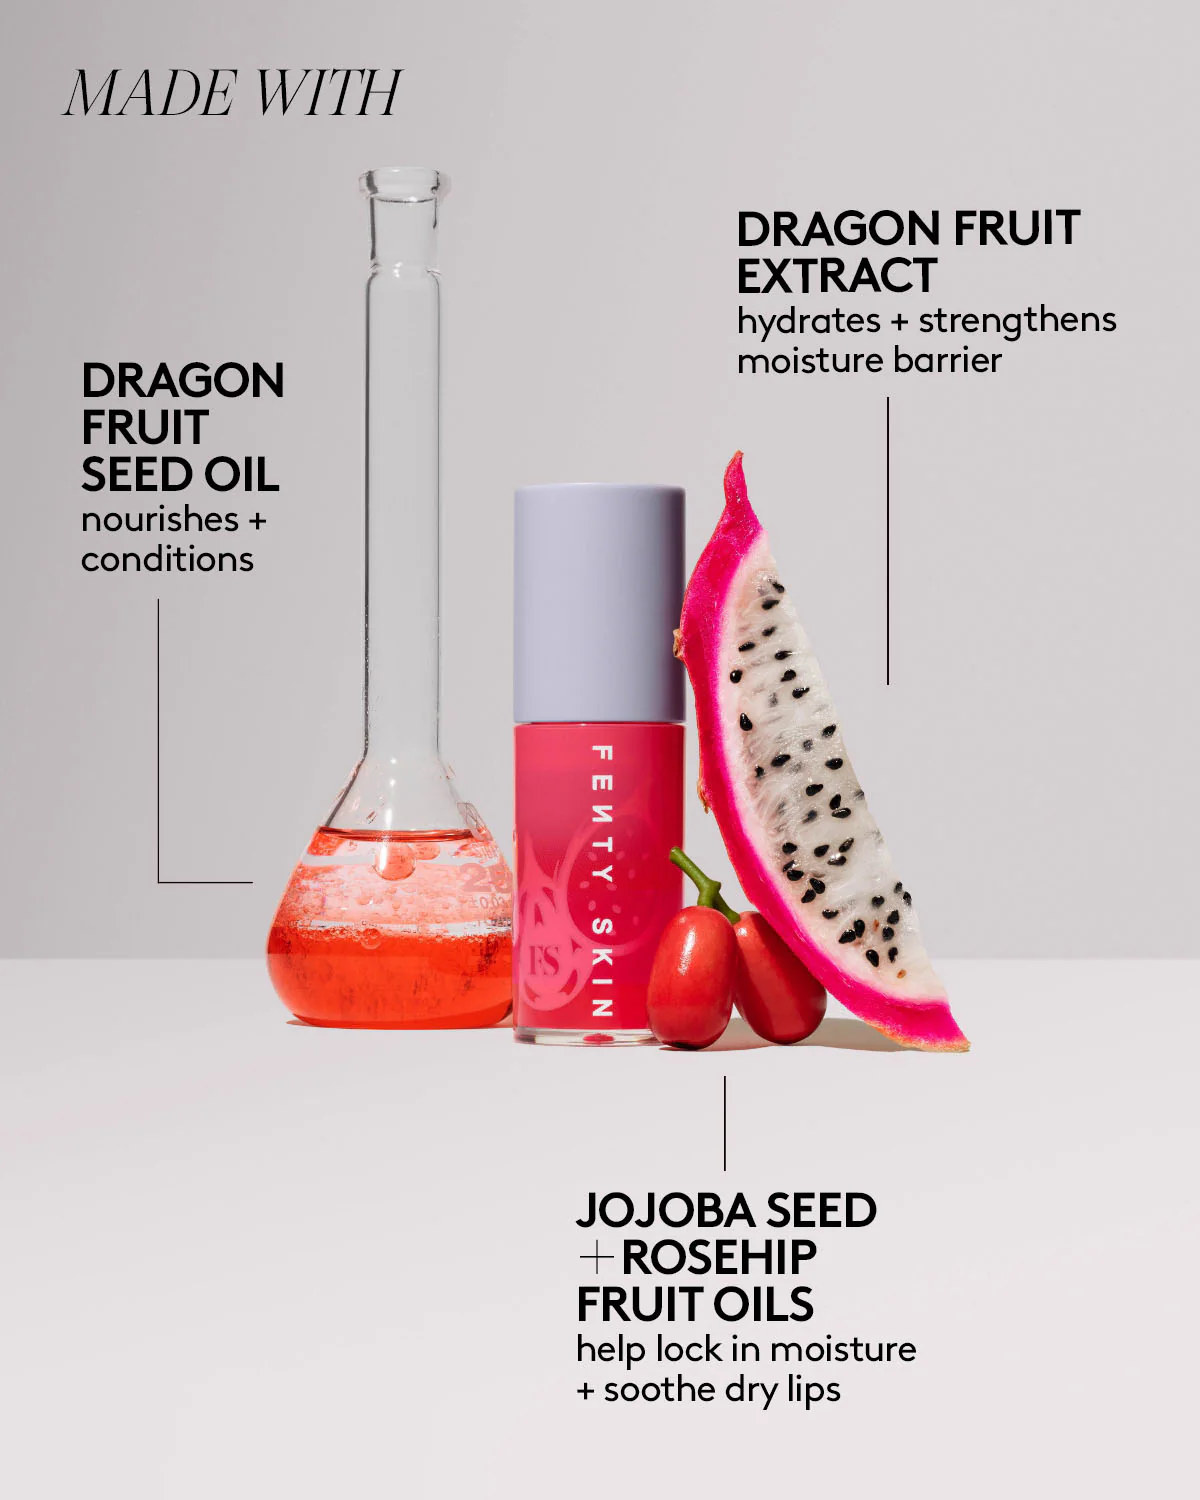 MADE WITH
DRAGON FRUIT
EXTRACT
hydrates + strengthens
moisture barrier
DRAGON
FRUIT
SEED OIL
nourishes +
conditions
FENTY SKIN
FS
JOJOBA SEED
+ ROSEHIP
FRUIT OILS
help lock in moisture
+ soothe dry lips